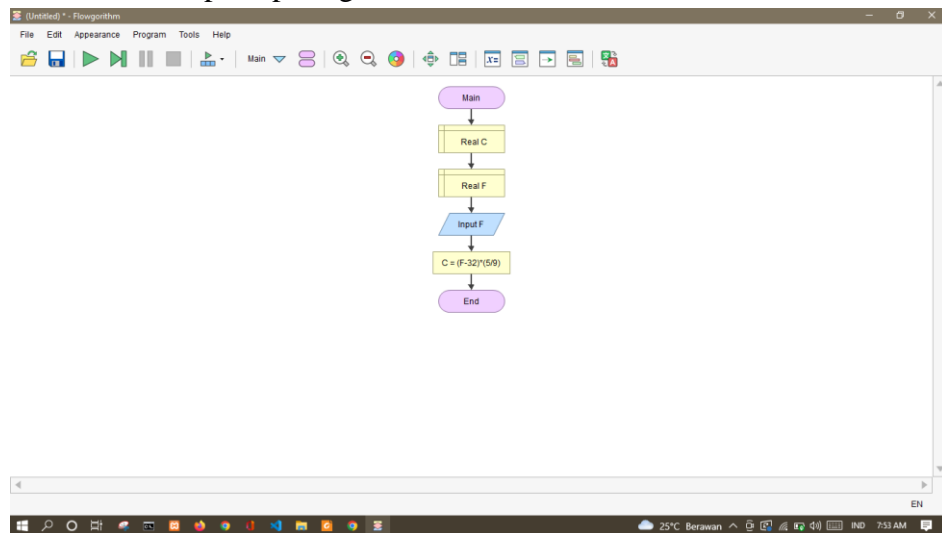 (Untitled) * - Flowgorithm
File Edit Appearance Program Tools Help
Main
x=
Main
Real C
Real F
Input F
C = (F-32)*(5/9)
End
EN
25°C Berawan IND 7:53 AM